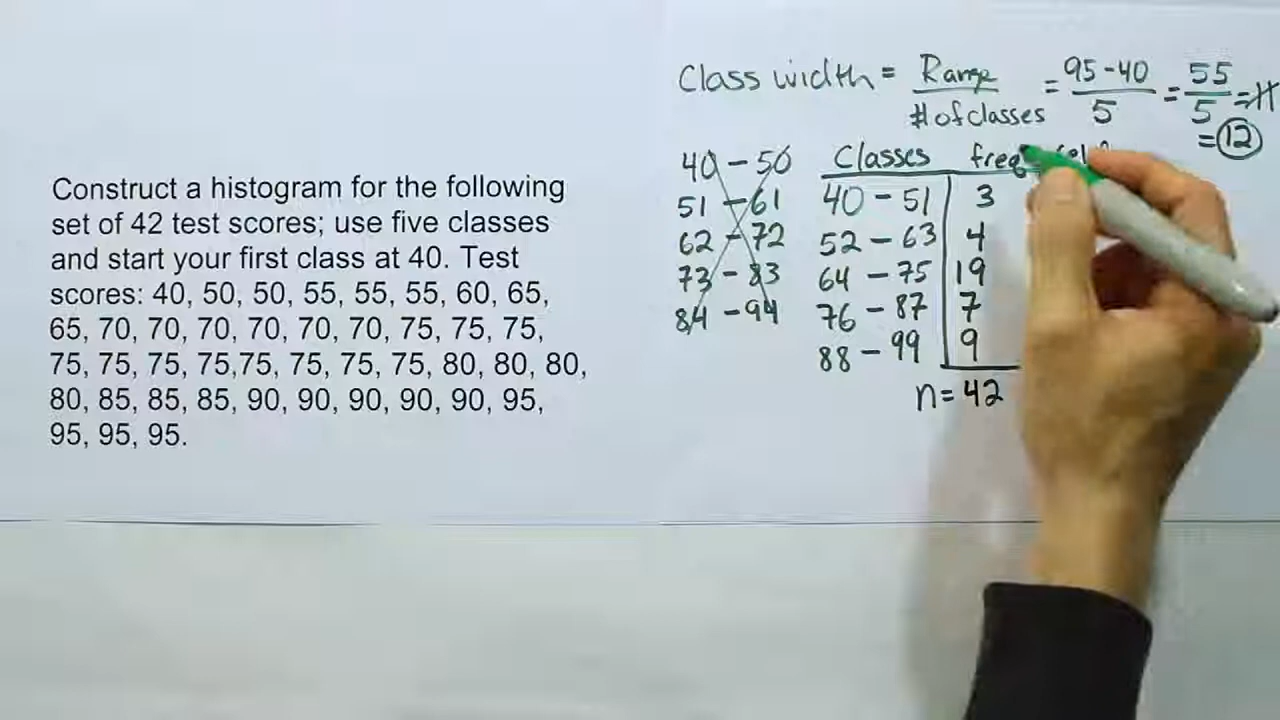 Construct a histogram for the following
set of 42 test scores; use five classes
and start your first class at 40. Test
scores: 40, 50, 50, 55, 55, 55, 60, 65,
65, 70, 70, 70, 70, 70, 70, 75, 75, 75,
75, 75, 75, 75,75, 75, 75, 75, 80, 80, 80,
80, 85, 85, 85, 90, 90, 90, 90, 90, 95,
95, 95, 95.
Class width = Range / # of classes = 95-40 / 5 = 55 / 5 = 11
= 12
40 - 50
51 - 61
62 - 72
73 - 83
84 - 94
Classes freq
40 - 51 3
52 - 63 4
64 - 75 19
76 - 87 7
88 - 99 9
n = 42